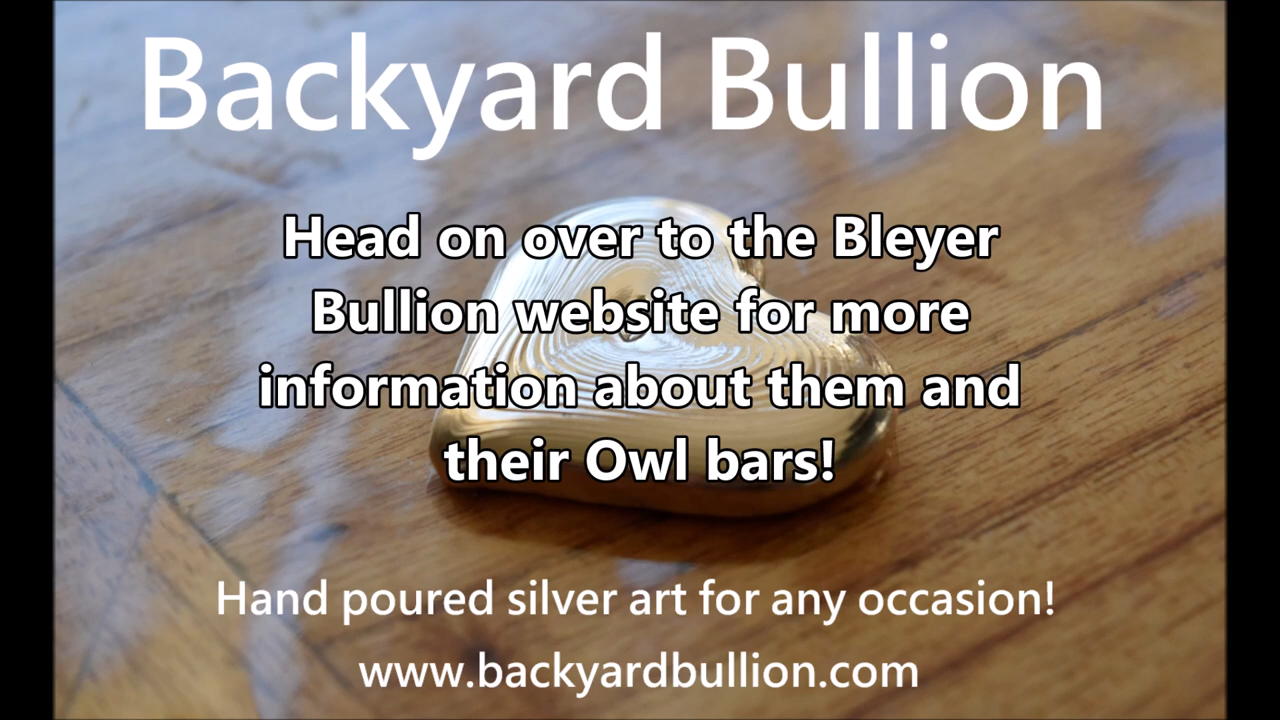 Backyard Bullion
Head on over to the Bleyer
Bullion website for more
information about them and
their Owl bars!
Hand poured silver art for any occasion!
www.backyardbullion.com